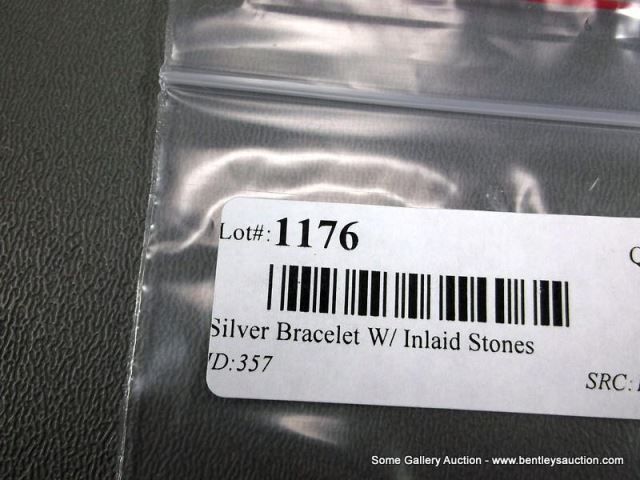 Lot#: 1176
Silver Bracelet W/ Inlaid Stones
D:357
SRC:
Some Gallery Auction - www.bentleysauction.com